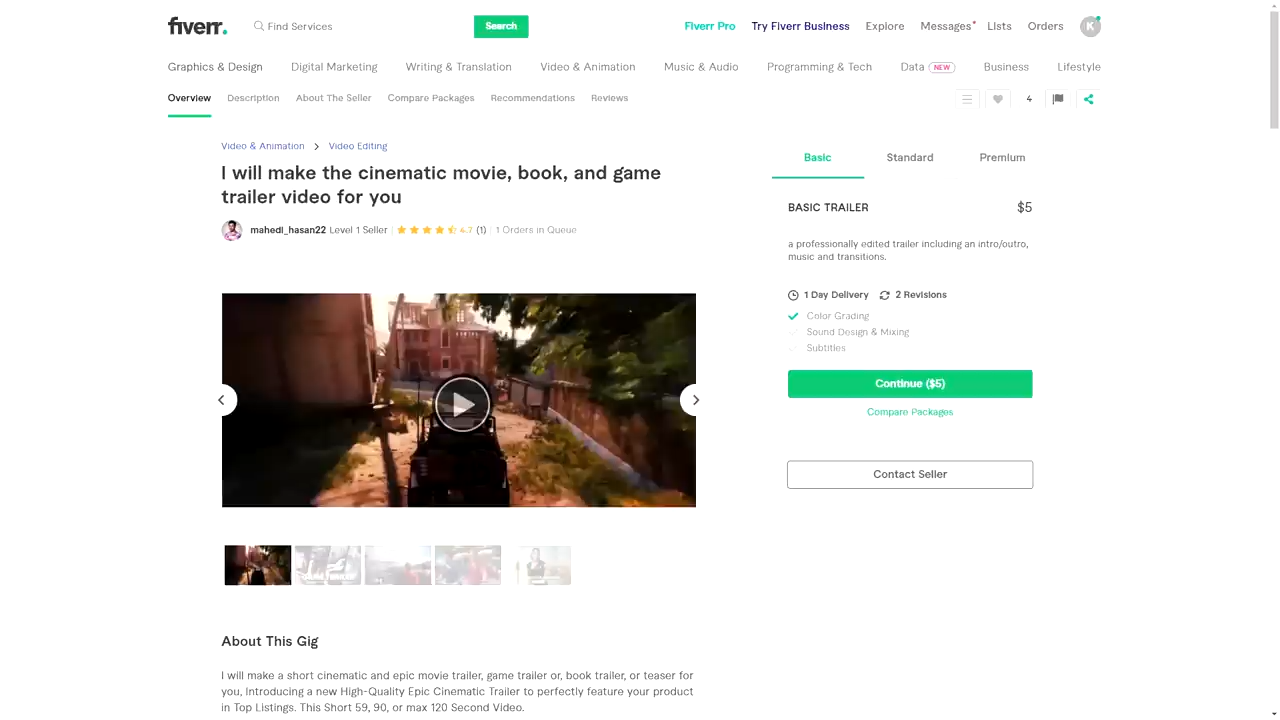 fiverr.
Find Services
Search
Fiverr Pro
Try Fiverr Business
Explore
Messages
Lists
Orders
K
Graphics & Design
Digital Marketing
Writing & Translation
Video & Animation
Music & Audio
Programming & Tech
Data NEW
Business
Lifestyle
Overview
Description
About The Seller
Compare Packages
Recommendations
Reviews
4
Video & Animation > Video Editing
I will make the cinematic movie, book, and game
trailer video for you
mahedi_hasan22 Level 1 Seller | 4.7 (1) | 1 Orders in Queue
Basic
Standard
Premium
BASIC TRAILER $5
a professionally edited trailer including an intro/outro,
music and transitions.
1 Day Delivery 2 Revisions
Color Grading
Sound Design & Mixing
Subtitles
Continue ($5)
Compare Packages
Contact Seller
About This Gig
I will make a short cinematic and epic movie trailer, game trailer or, book trailer, or teaser for
you, Introducing a new High-Quality Epic Cinematic Trailer to perfectly feature your product
in Top Listings. This Short 59, 90, or max 120 Second Video.